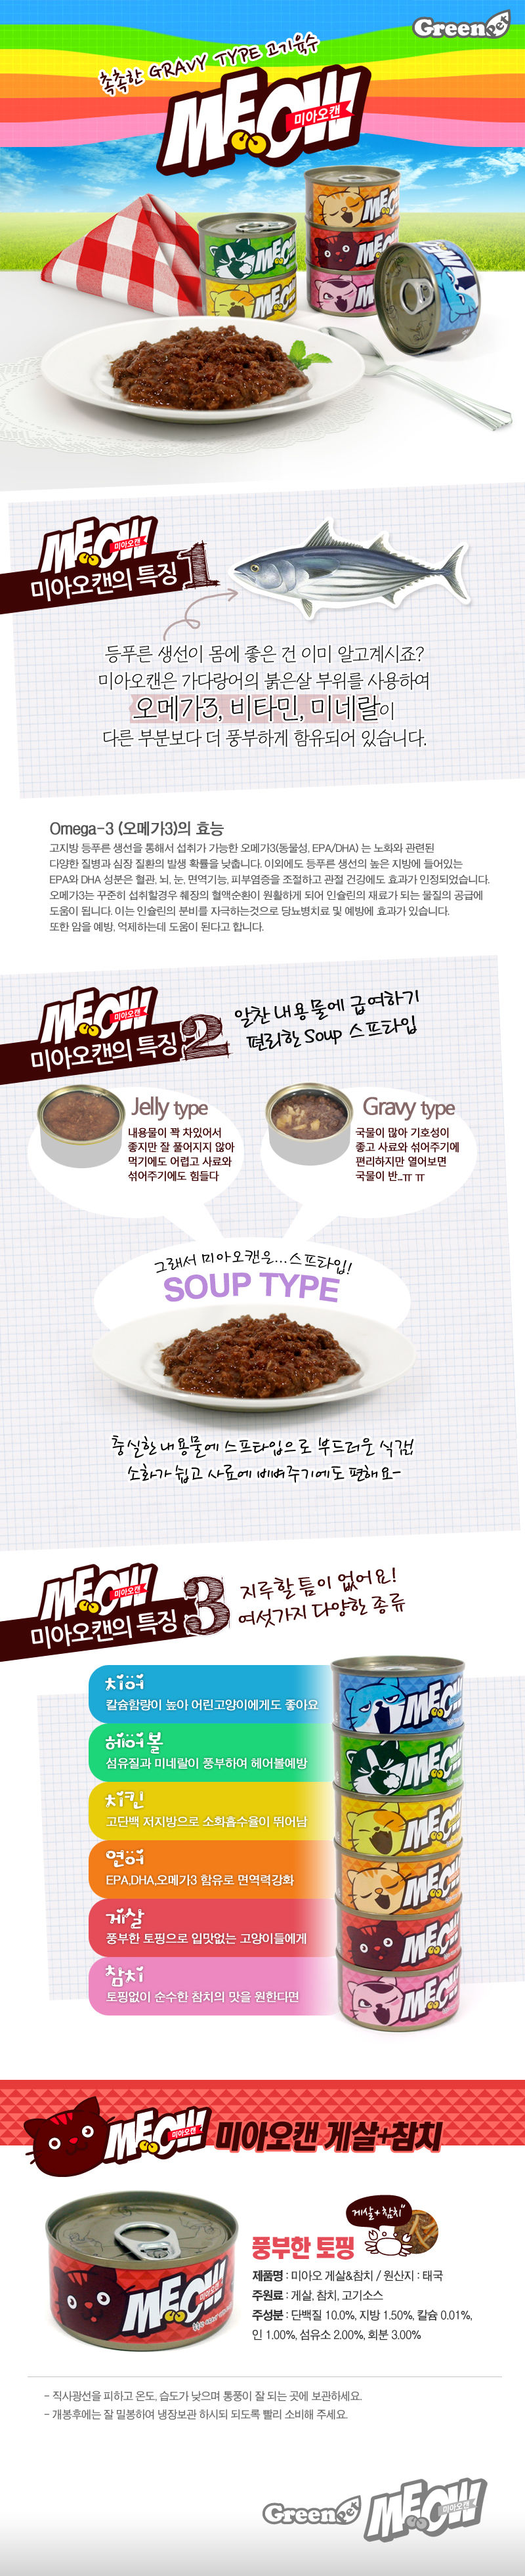 Greenpet
촉촉한 GRAVY TYPE 고기육수
MEOW
미아오캔
MEOW
MEOW
MEOW
MEOW
MEOW
MEOW
미아오캔
미아오캔의 특징 1
등푸른 생선이 몸에 좋은 건 이미 알고계시죠?
미아오캔은 가다랑어의 붉은살 부위를 사용하여
오메가3, 비타민, 미네랄이
다른 부분보다 더 풍부하게 함유되어 있습니다.
Omega-3 (오메가3)의 효능
고지방 등푸른 생선을 통해서 섭취가 가능한 오메가3(동물성, EPA/DHA) 는 노화와 관련된
다양한 질병과 심장 질환의 발생 확률을 낮춥니다. 이외에도 등푸른 생선의 높은 지방에 들어있는
EPA와 DHA 성분은 혈관, 뇌, 눈, 면역기능, 피부염증을 조절하고 관절 건강에도 효과가 인정되었습니다.
오메가3는 꾸준히 섭취할경우 췌장의 혈액순환이 원활하게 되어 인슐린의 재료가 되는 물질의 공급에
도움이 됩니다. 이는 인슐린의 분비를 자극하는것으로 당뇨병치료 및 예방에 효과가 있습니다.
또한 암을 예방, 억제하는데 도움이 된다고 합니다.
MEOW
미아오캔
미아오캔의 특징 2
알찬 내용물에 급여하기
편리한 Soup 스프타입
Jelly type
내용물이 꽉 차있어서
좋지만 잘 풀어지지 않아
먹기에도 어렵고 사료와
섞어주기에도 힘들다
Gravy type
국물이 많아 기호성이
좋고 사료와 섞어주기에
편리하지만 열어보면
국물이 반...ㅠㅠ
그래서 미아오캔은... 스프타입!
SOUP TYPE
충실한 내용물에 스프타입으로 부드러운 식감!
소화가 쉽고 사료에 비벼주기에도 편해요~
MEOW
미아오캔
미아오캔의 특징 3
지루할 틈이 없어요!
여섯가지 다양한 종류
치어
칼슘함량이 높아 어린고양이에게도 좋아요
헤어볼
섬유질과 미네랄이 풍부하여 헤어볼예방
치킨
고단백 저지방으로 소화흡수율이 뛰어남
연어
EPA,DHA,오메가3 함유로 면역력강화
게살
풍부한 토핑으로 입맛없는 고양이들에게
참치
토핑없이 순수한 참치의 맛을 원한다면
MEOW
MEOW
MEOW
MEOW
MEOW
MEOW
MEOW
미아오캔
미아오캔 게살+참치
MEOW
미아오캔
게살+참치
풍부한 토핑
제품명 : 미아오 게살&참치 / 원산지 : 태국
주원료 : 게살, 참치, 고기소스
주성분 : 단백질 10.0%, 지방 1.50%, 칼슘 0.01%,
인 1.00%, 섬유소 2.00%, 회분 3.00%
- 직사광선을 피하고 온도, 습도가 낮으며 통풍이 잘 되는 곳에 보관하세요.
- 개봉후에는 잘 밀봉하여 냉장보관 하시되 되도록 빨리 소비해 주세요.
Greenpet
MEOW
미아오캔